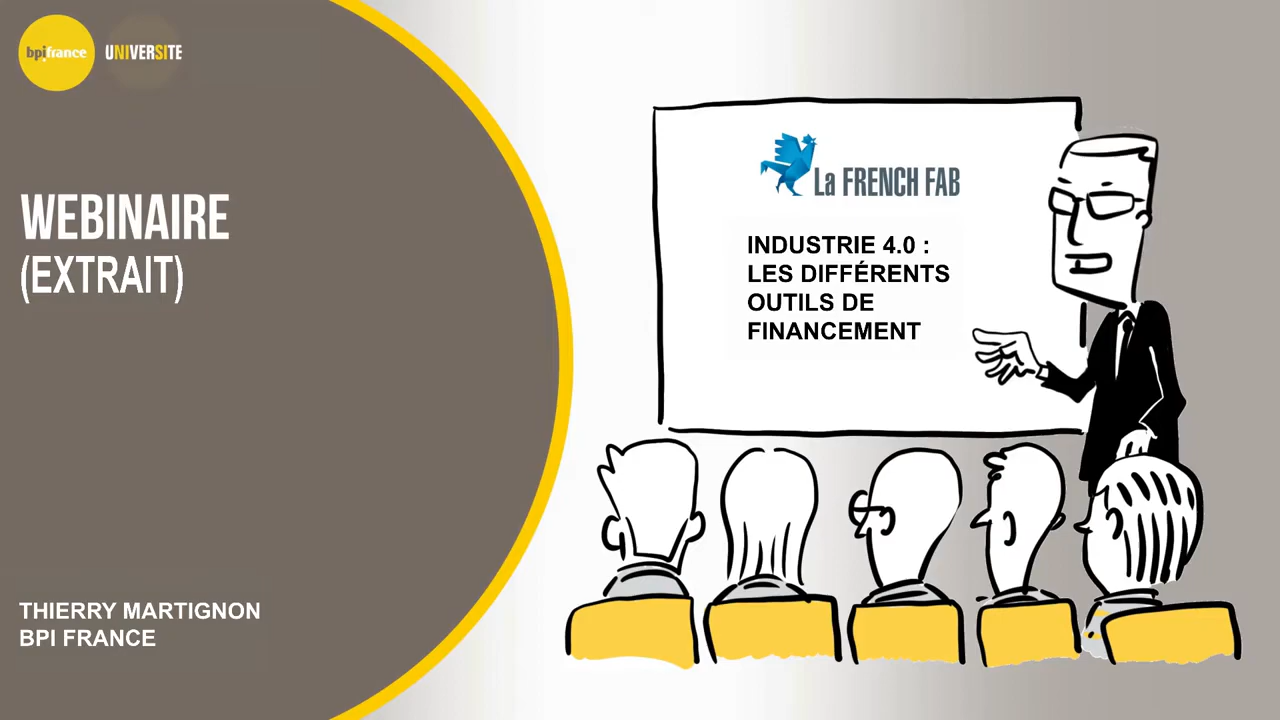 bpifrance UNIVERSITE
WEBINAIRE
(EXTRAIT)
La FRENCH FAB
INDUSTRIE 4.0 :
LES DIFFÉRENTS
OUTILS DE
FINANCEMENT
THIERRY MARTIGNON
BPI FRANCE